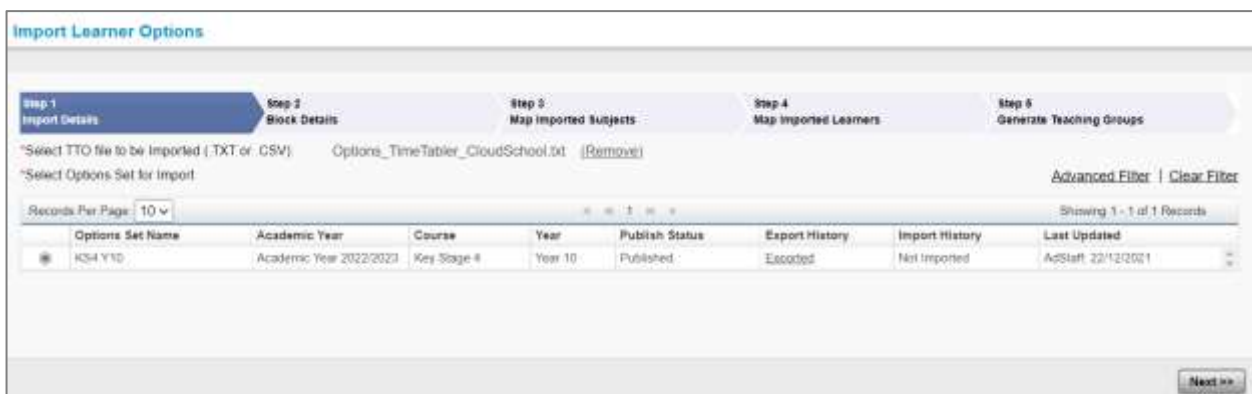 Import Learner Options
Step 1 Step 2 Step 3 Step 4 Step 5
Import Details Block Details Map Imported Subjects Map Imported Learners Generate Teaching Groups
*Select TTO file to be Imported (.TXT or .CSV) Options_TimeTabler_CloudSchool.txt (Remove)
*Select Options Set for Import Advanced Filter | Clear Filter
Records Per Page 10 1 Showing 1 - 1 of 1 Records
Options Set Name Academic Year Course Year Publish Status Export History Import History Last Updated
KS4 Y10 Academic Year 2022/2023 Key Stage 4 Year 10 Published Exported Not Imported AdStaff, 22/12/2021
Next >>